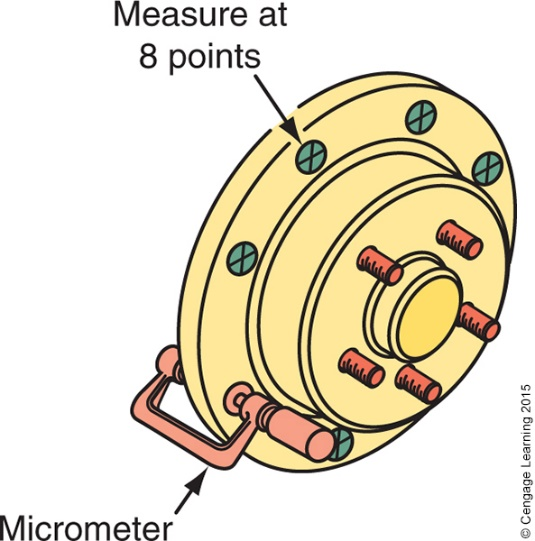 Measure at
8 points
Micrometer
© Cengage Learning 2015